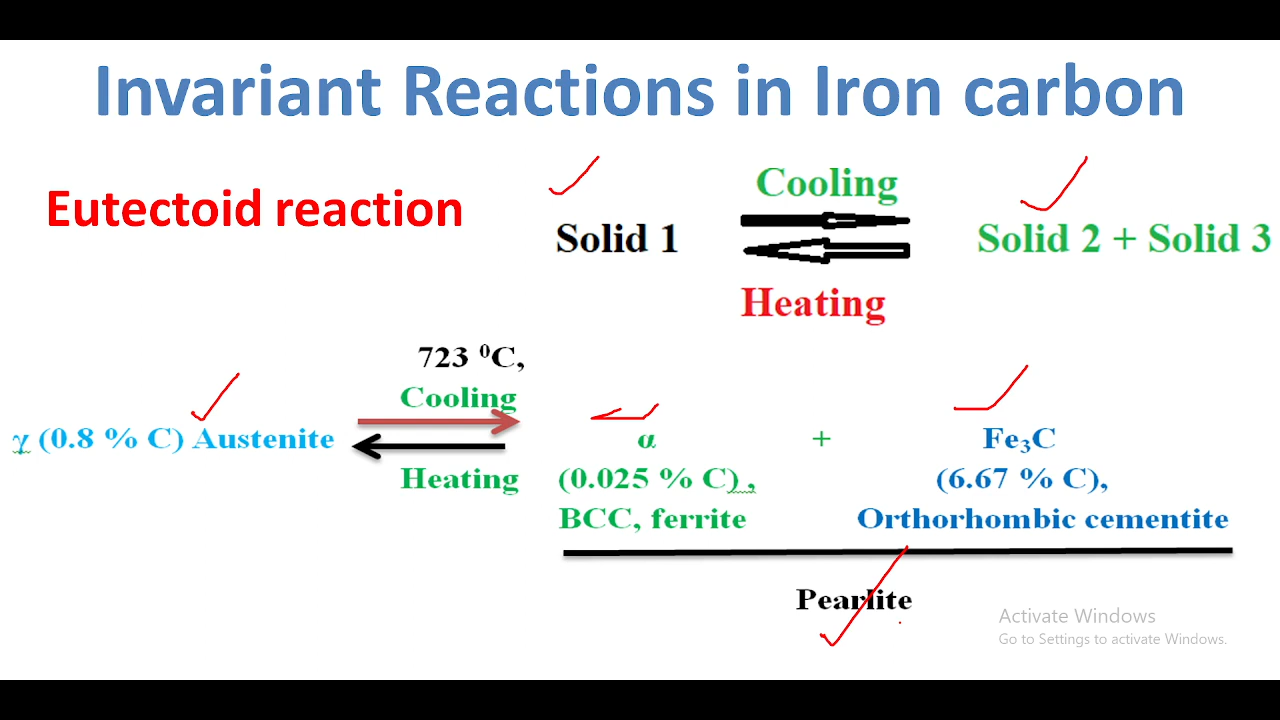 Invariant Reactions in Iron carbon
Eutectoid reaction
Cooling
Solid 1
Solid 2 + Solid 3
Heating
723 ⁰C,
Cooling
γ (0.8 % C) Austenite
α + Fe₃C
Heating
(0.025 % C) , (6.67 % C),
BCC, ferrite Orthorhombic cementite
Pearlite
Activate Windows
Go to Settings to activate Windows.